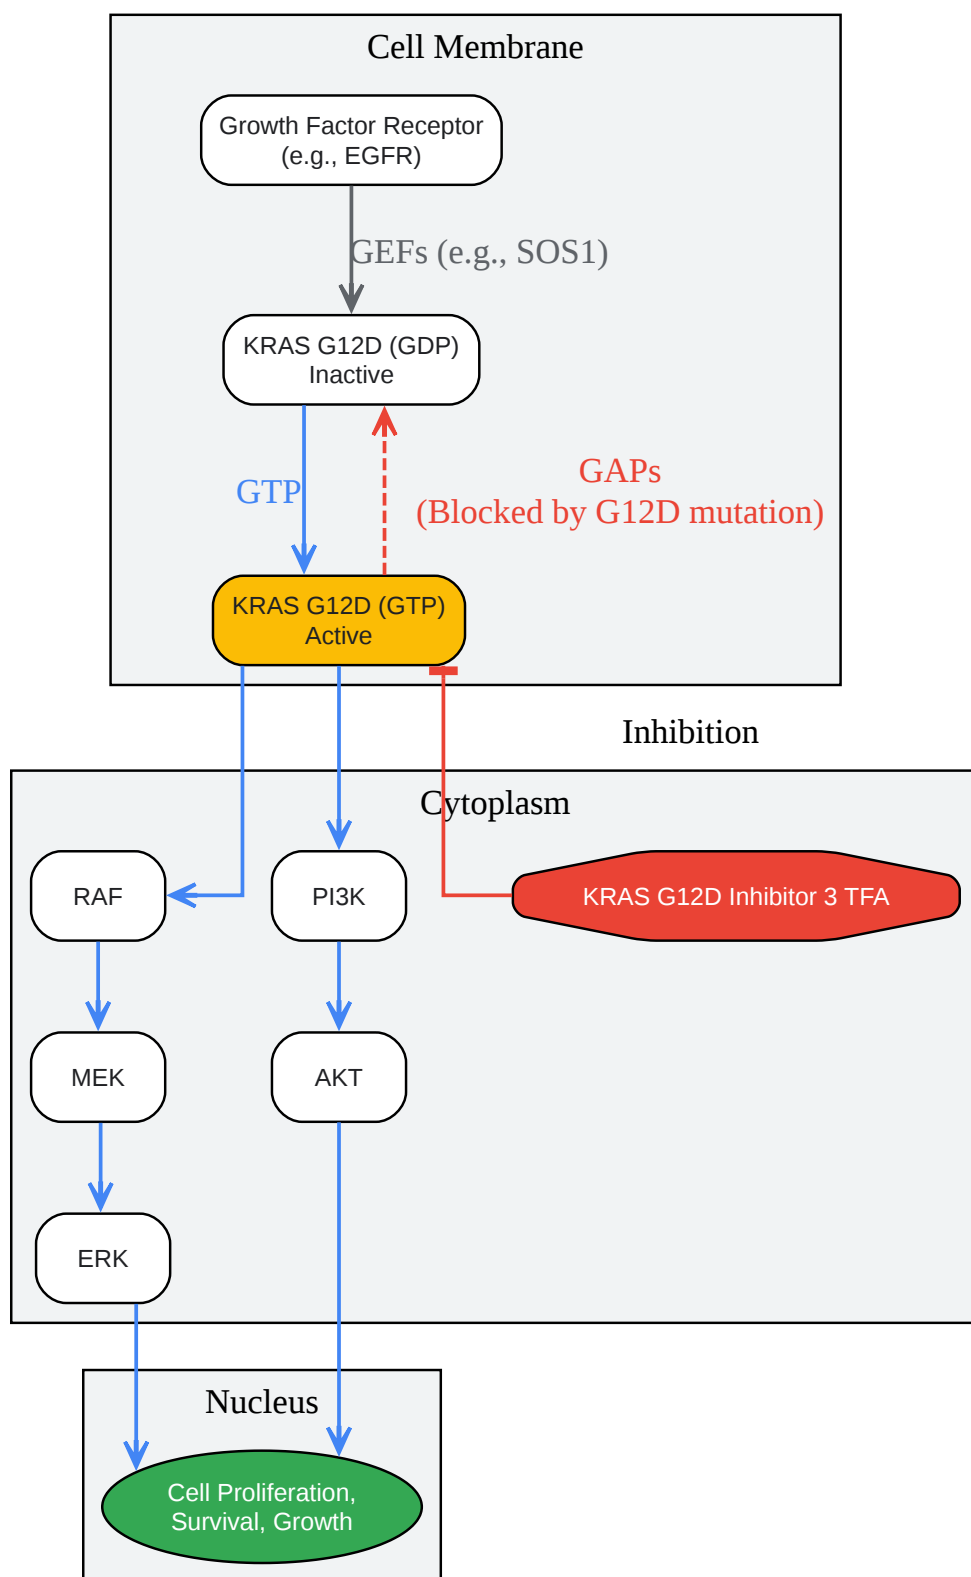 Cell Membrane
Growth Factor Receptor
(e.g., EGFR)
GEFs (e.g., SOS1)
KRAS G12D (GDP)
Inactive
GTP
GAPs
(Blocked by G12D mutation)
KRAS G12D (GTP)
Active
Inhibition
Cytoplasm
RAF
PI3K
KRAS G12D Inhibitor 3 TFA
MEK
AKT
ERK
Nucleus
Cell Proliferation,
Survival, Growth